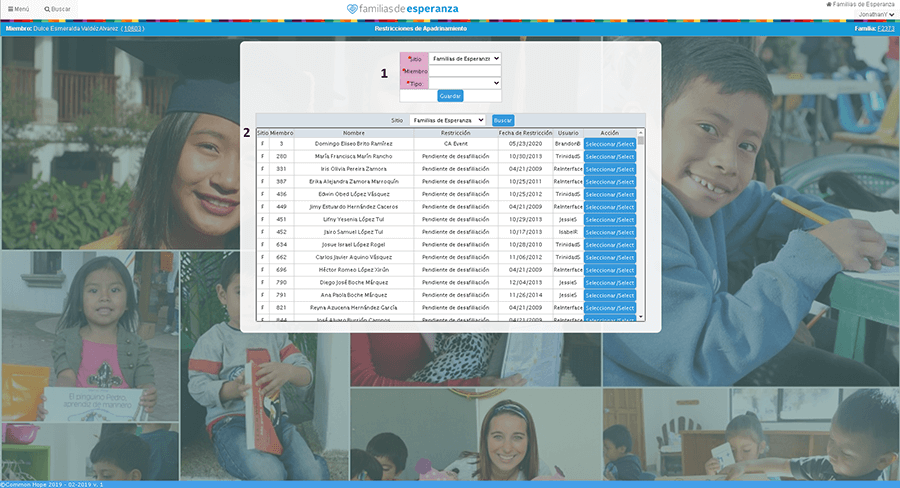 Menú Buscar familiasdeesperanza Familias de Esperanza
JonathanY
Miembro: Dulce Esmeralda Valdéz Alvarez ( 10603 ) Restricciones de Apadrinamiento Familia: F2273
1
*Sitio Familias de Esperanza
*Miembro
*Tipo:
Guardar
2
Sitio Familias de Esperanza Buscar
Sitio Miembro Nombre Restricción Fecha de Restricción Usuario Acción
F 3 Domingo Eliseo Brito Ramírez CA Event 05/23/2020 BrandonB Seleccionar/Select
F 280 María Francisca Marín Rancho Pendiente de desafiliación 10/30/2013 TrinidadS Seleccionar/Select
F 331 Iris Olivia Pereira Zamora Pendiente de desafiliación 04/21/2009 ReInterface Seleccionar/Select
F 387 Erika Alejandra Zamora Marroquín Pendiente de desafiliación 10/25/2011 ReInterface Seleccionar/Select
F 436 Edwin Obed López Vásquez Pendiente de desafiliación 10/25/2012 TrinidadS Seleccionar/Select
F 449 Jimy Estuardo Hernández Caceros Pendiente de desafiliación 04/21/2009 ReInterface Seleccionar/Select
F 451 Lifny Yesenia López Tul Pendiente de desafiliación 10/29/2013 JessieS Seleccionar/Select
F 452 Jairo Samuel López Tul Pendiente de desafiliación 10/17/2013 IsabelR Seleccionar/Select
F 634 Josue Israel López Rogel Pendiente de desafiliación 10/28/2010 TrinidadS Seleccionar/Select
F 662 Carlos Javier Aquino Vásquez Pendiente de desafiliación 11/06/2012 TrinidadS Seleccionar/Select
F 696 Héctor Romeo López Xirún Pendiente de desafiliación 04/21/2009 ReInterface Seleccionar/Select
F 790 Diego José Boche Márquez Pendiente de desafiliación 12/04/2013 JessieS Seleccionar/Select
F 791 Ana Paola Boche Márquez Pendiente de desafiliación 11/26/2014 JessieS Seleccionar/Select
F 821 Reyna Azucena Hernández García Pendiente de desafiliación 04/21/2009 ReInterface Seleccionar/Select
F 844 José Alvaro Burrión Campos Pendiente de desafiliación 04/21/2009 ReInterface Seleccionar/Select
El pingüino Pedro,
aprendiz de marinero
©Common Hope 2019 - 02-2019 v. 1